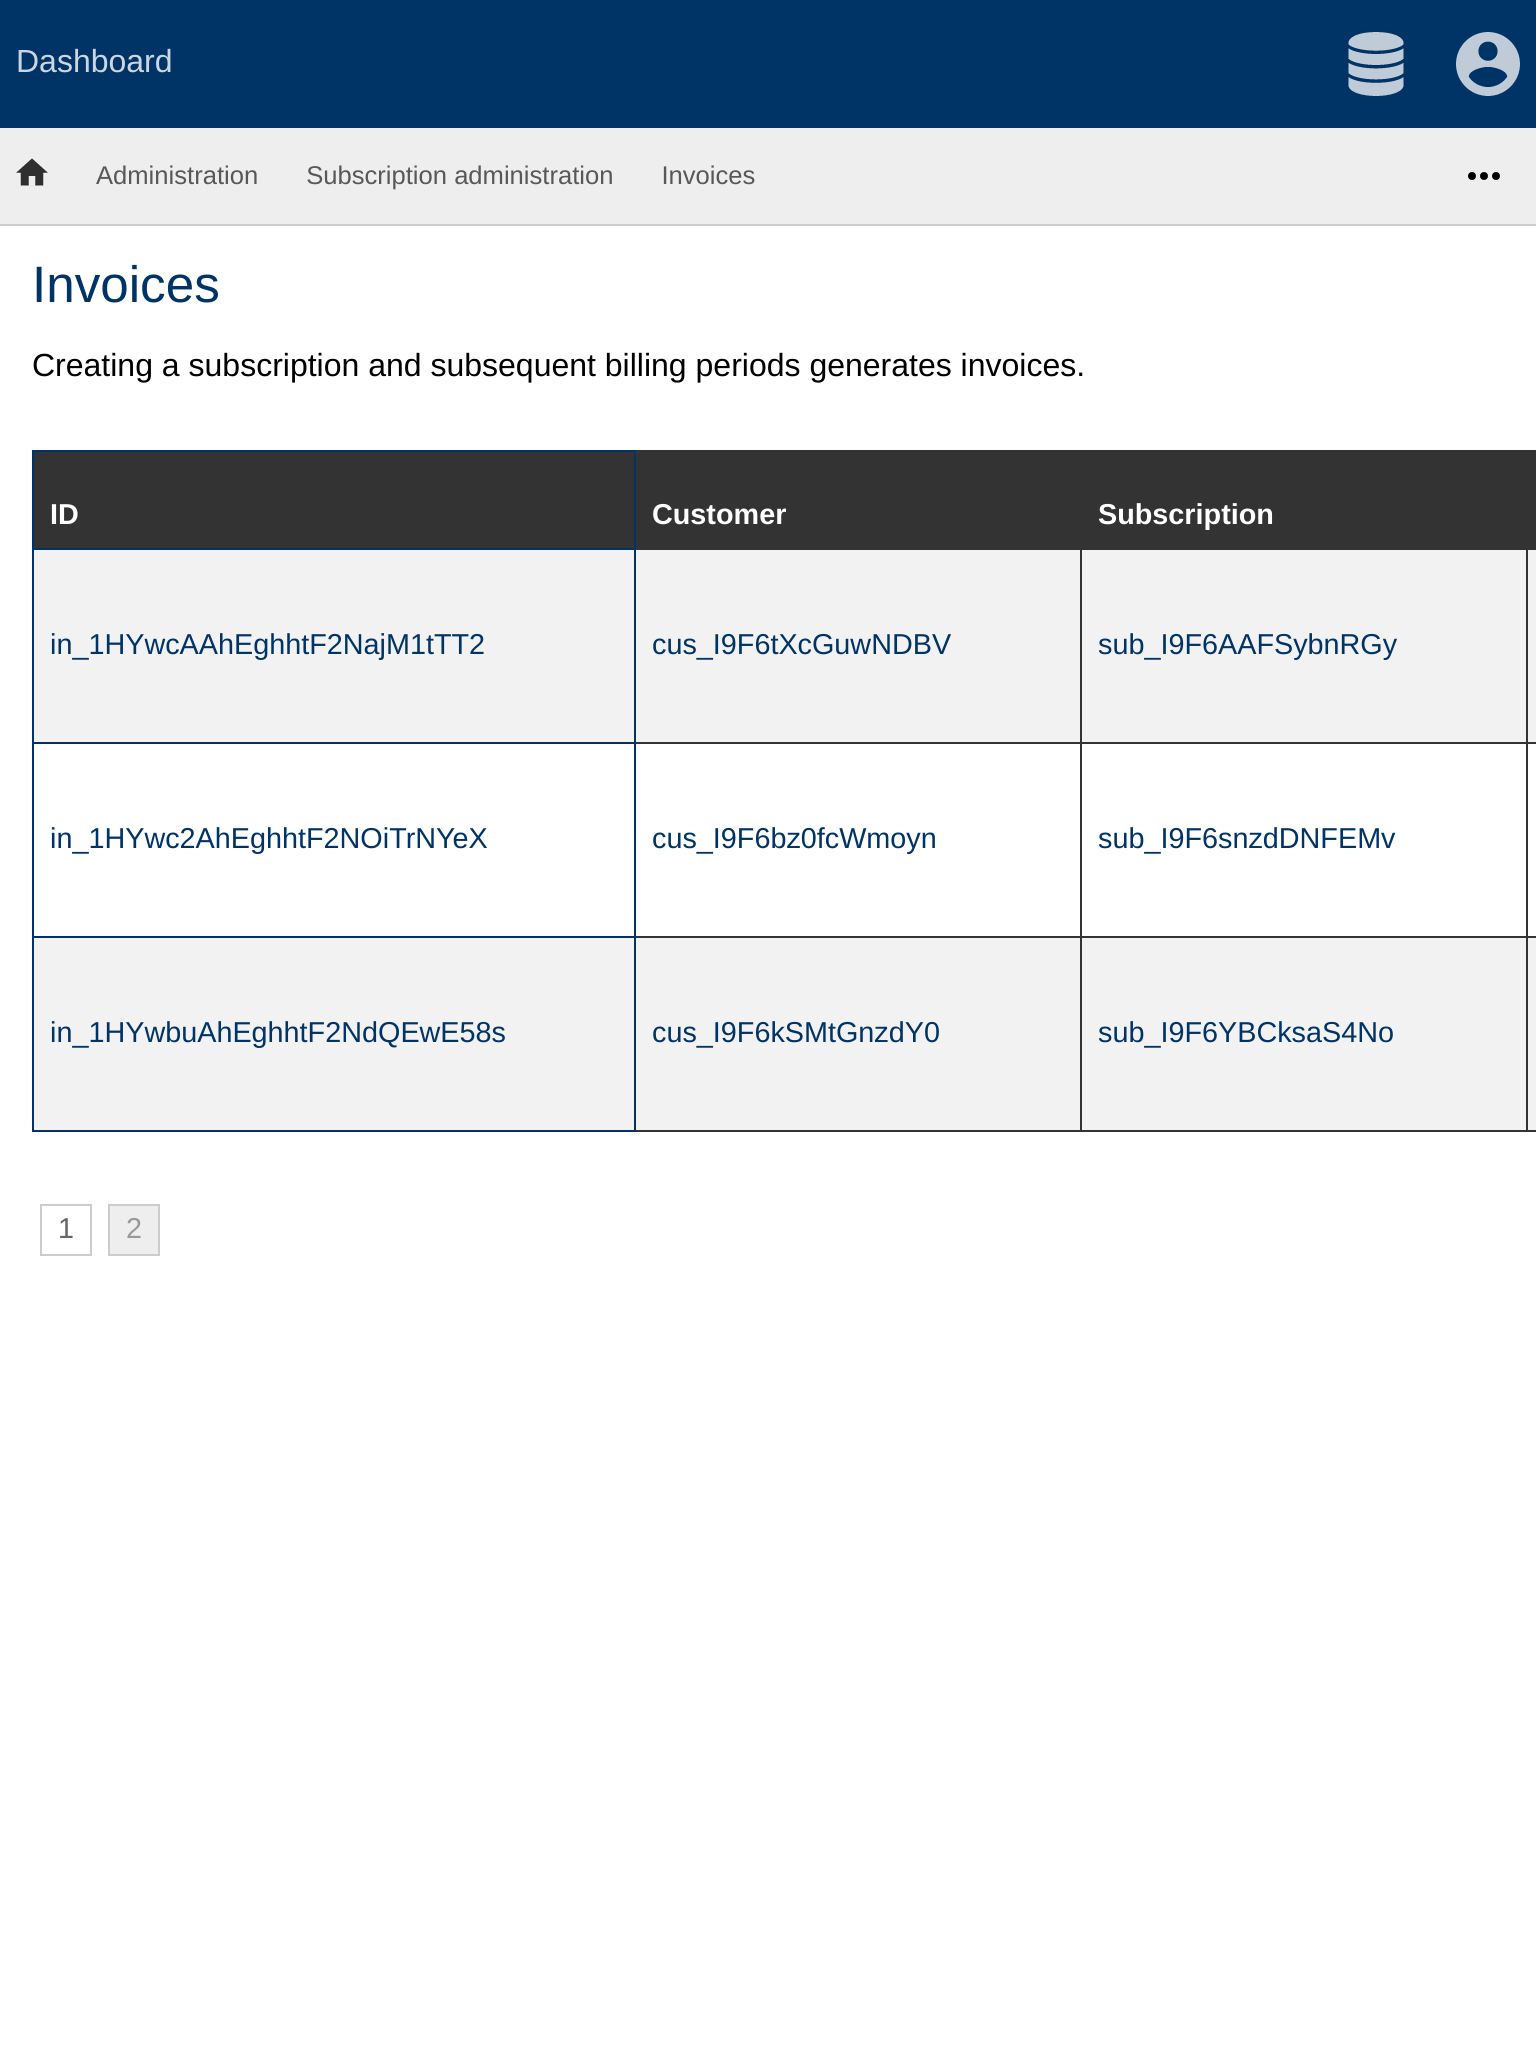 Dashboard
Administration Subscription administration Invoices
Invoices
Creating a subscription and subsequent billing periods generates invoices.
ID Customer Subscription
in_1HYwcAAhEghhtF2NajM1tTT2 cus_I9F6tXcGuwNDBV sub_I9F6AAFSybnRGy
in_1HYwc2AhEghhtF2NOiTrNYeX cus_I9F6bz0fcWmoyn sub_I9F6snzdDNFEMv
in_1HYwbuAhEghhtF2NdQEwE58s cus_I9F6kSMtGnzdY0 sub_I9F6YBCksaS4No
1 2